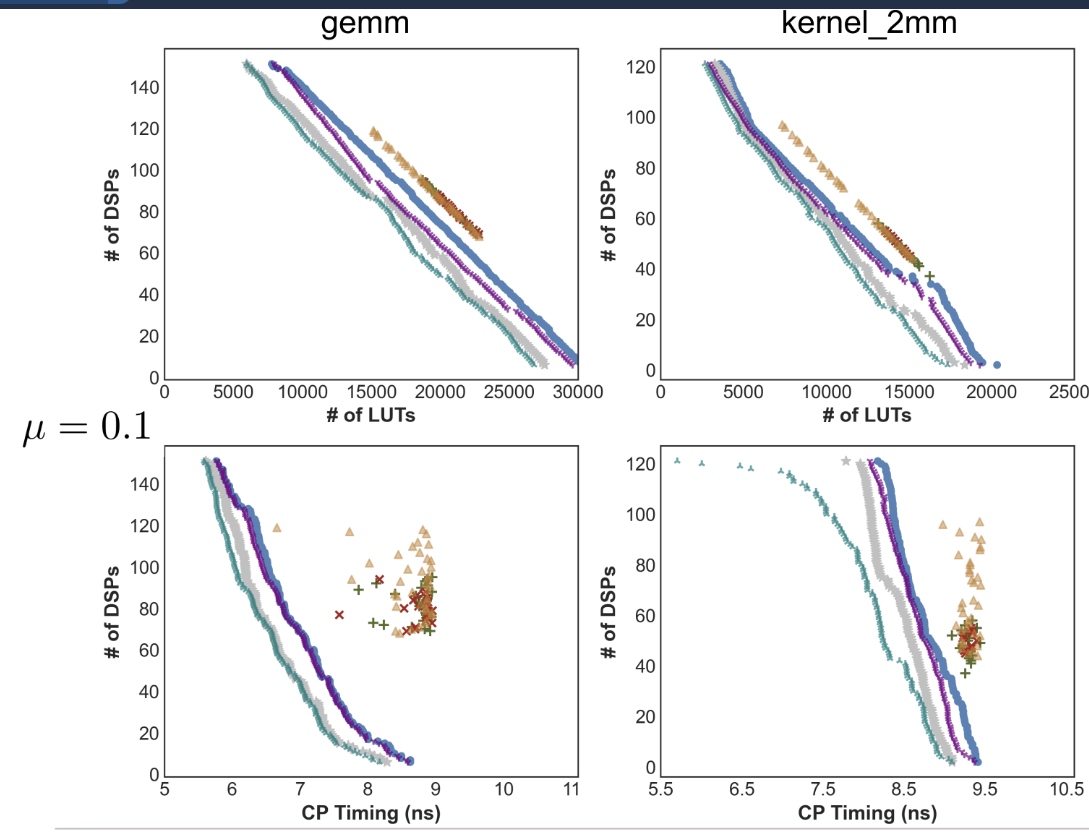 gemm
kernel_2mm
# of DSPs
140
120
100
80
60
40
20
0
0 5000 10000 15000 20000 25000 30000
# of LUTs
# of DSPs
120
100
80
60
40
20
0
0 5000 10000 15000 20000 2500
# of LUTs
μ = 0.1
# of DSPs
140
120
100
80
60
40
20
0
5 6 7 8 9 10 11
CP Timing (ns)
# of DSPs
120
100
80
60
40
20
0
5.5 6.5 7.5 8.5 9.5 10.5
CP Timing (ns)